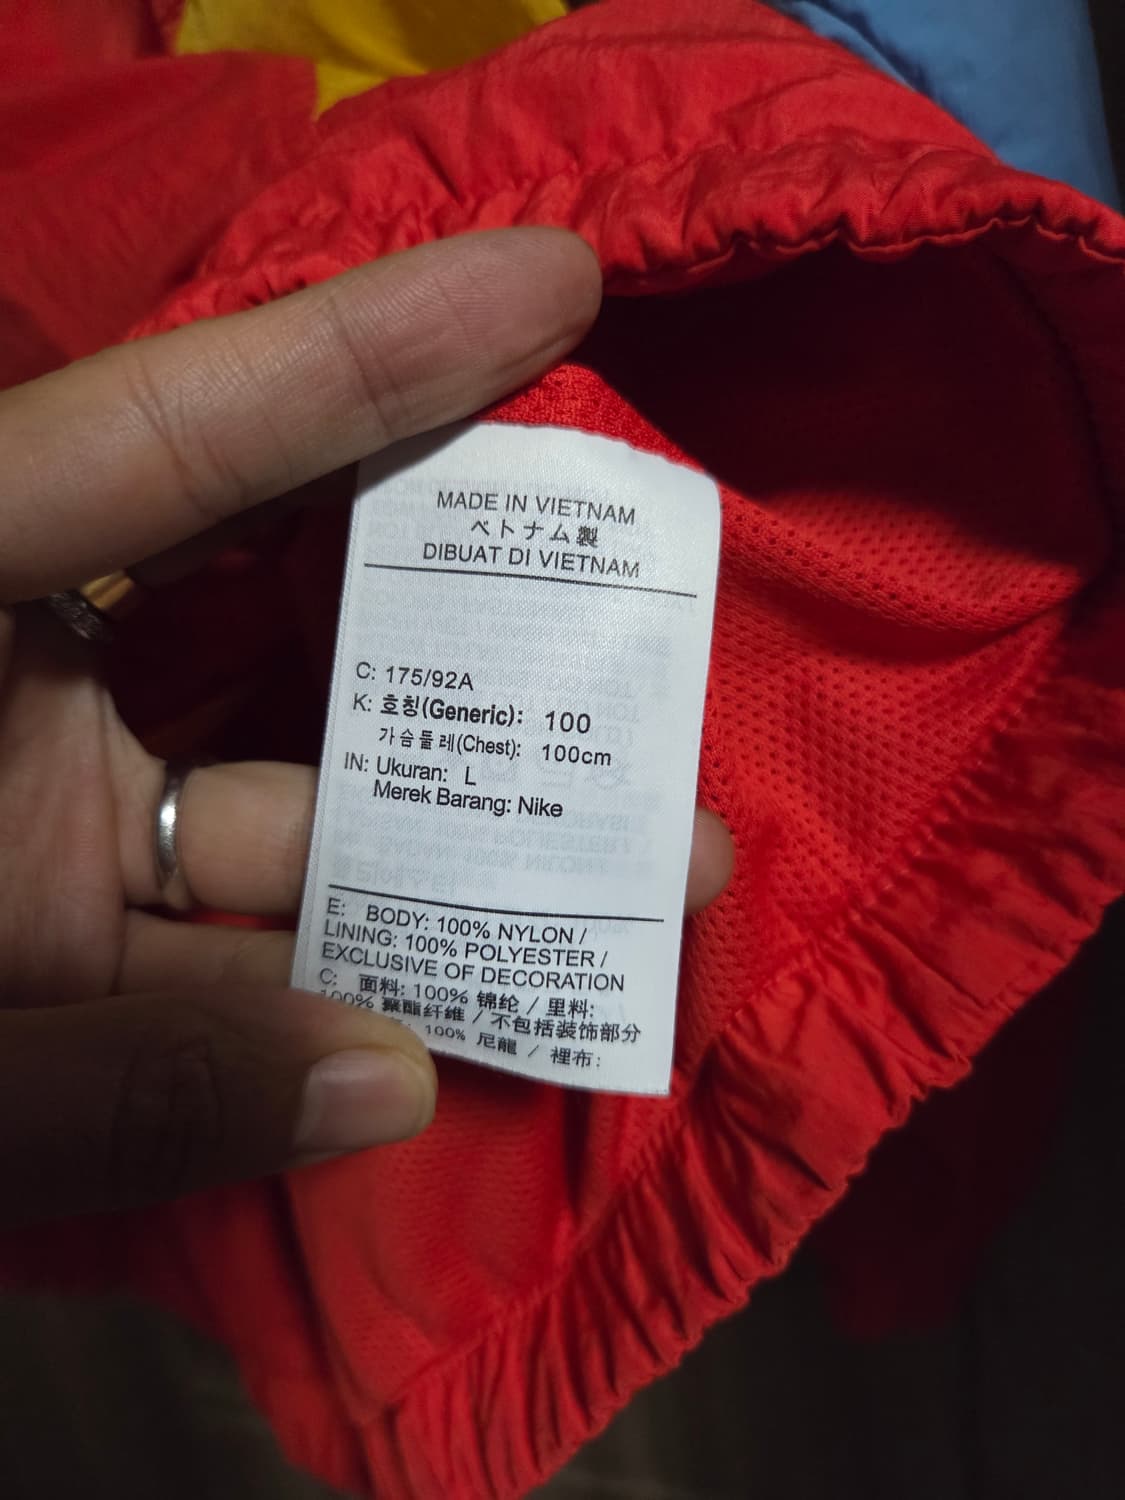 MADE IN VIETNAM
ベトナム製
DIBUAT DI VIETNAM
C: 175/92A
K: 호칭(Generic): 100
가슴둘레(Chest): 100cm
IN: Ukuran: L
Merek Barang: Nike
E: BODY: 100% NYLON /
LINING: 100% POLYESTER /
EXCLUSIVE OF DECORATION
C: 面料: 100% 锦纶 / 里料:
100% 聚酯纤维 / 不包括装饰部分
100% 尼龍 / 裡布: